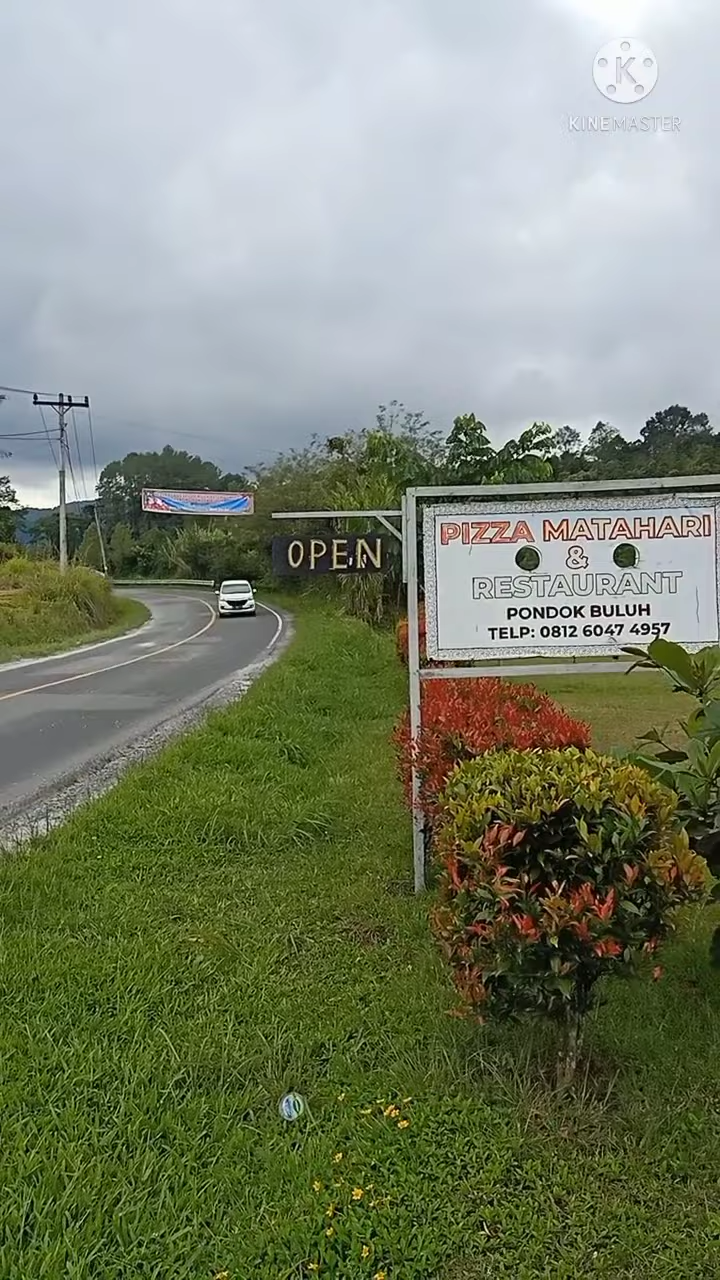 KINEMASTER
OPEN
PIZZA MATAHARI
&
RESTAURANT
PONDOK BULUH
TELP: 0812 6047 4957